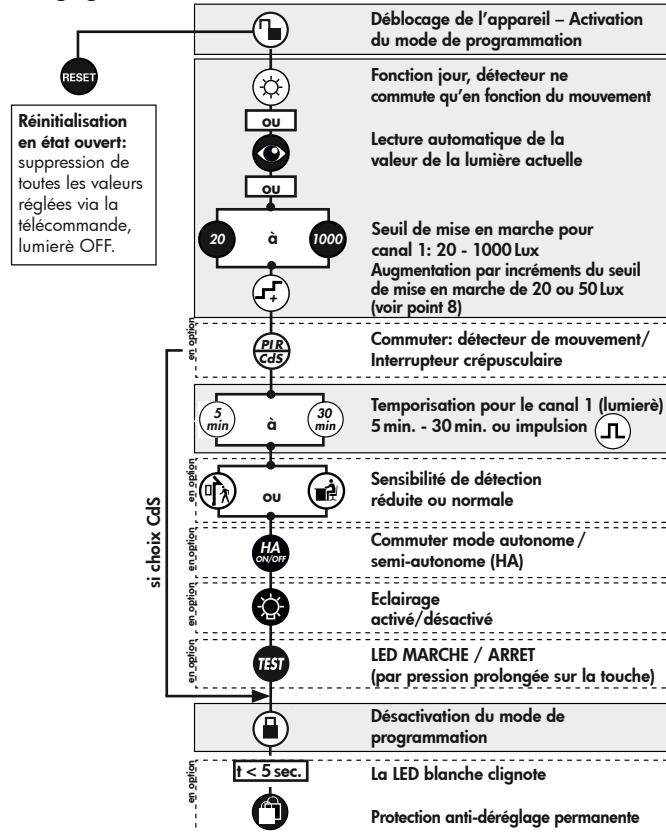 Déblocage de l'appareil – Activation
du mode de programmation
RESET
Réinitialisation
en état ouvert:
suppression de
toutes les valeurs
réglées via la
télécommande,
lumierè OFF.
Fonction jour, détecteur ne
commute qu'en fonction du mouvement
ou
Lecture automatique de la
valeur de la lumière actuelle
ou
20
à
1000
Seuil de mise en marche pour
canal 1: 20 - 1000 Lux
Augmentation par incréments du seuil
de mise en marche de 20 ou 50 Lux
(voir point 8)
+
en option
PIR
CdS
Commuter: détecteur de mouvement/
Interrupteur crépusculaire
5
min
à
30
min
Temporisation pour le canal 1 (lumierè)
5 min. - 30 min. ou impulsion
en option
ou
Sensibilité de détection
réduite ou normale
si choix CdS
en option
HA
ON/OFF
Commuter mode autonome /
semi-autonome (HA)
en option
Eclairage
activé/désactivé
en option
TEST
LED MARCHE / ARRET
(par pression prolongée sur la touche)
Désactivation du mode de
programmation
en option
t < 5 sec.
La LED blanche clignote
Protection anti-déréglage permanente